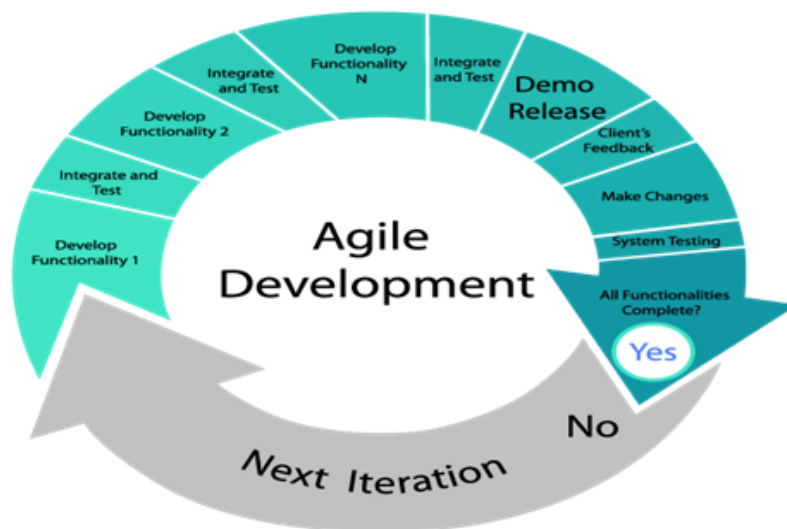 Develop
Functionality 1
Integrate and
Test
Develop
Functionality 2
Integrate
and Test
Develop
Functionality
N
Integrate
and Test
Demo
Release
Client's
Feedback
Make Changes
System Testing
All Functionalities
Complete?
Yes
No
Next Iteration
Agile
Development